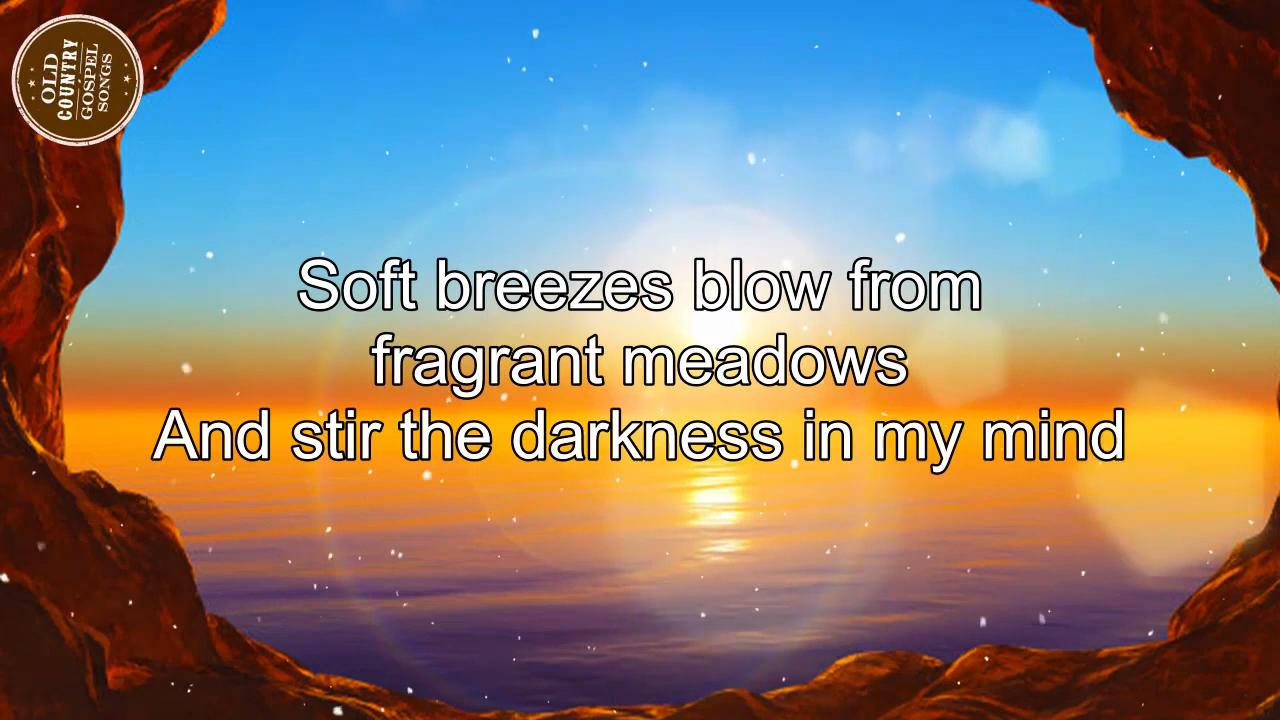 OLD
COUNTRY
GOSPEL
SONGS
Soft breezes blow from
fragrant meadows
And stir the darkness in my mind